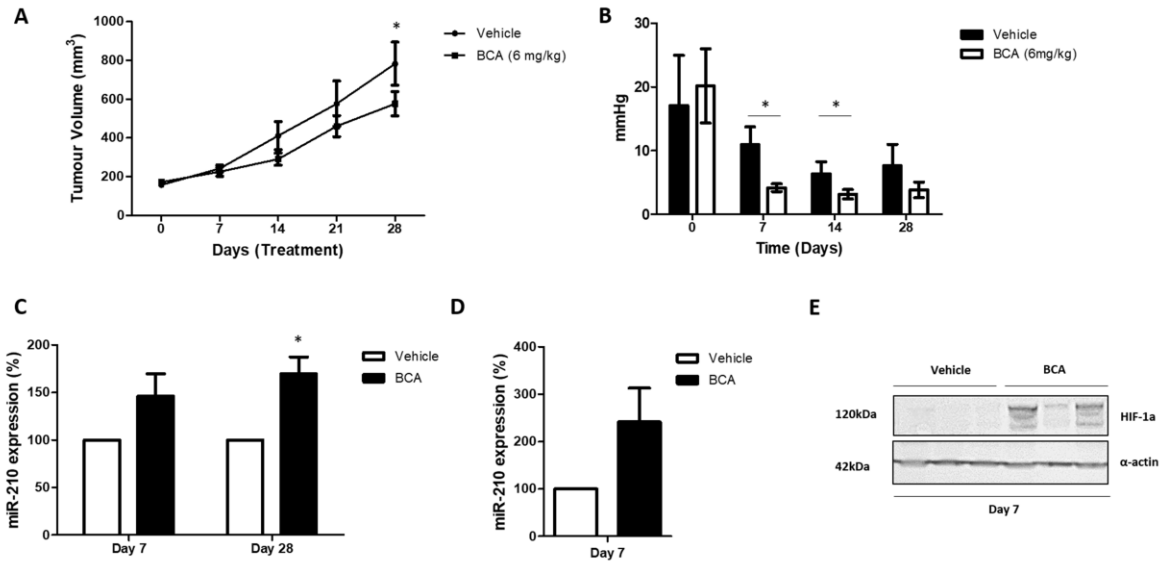 A
Tumour Volume (mm³)
1000
800
600
400
200
0
*
0 7 14 21 28
Days (Treatment)
Vehicle
BCA (6 mg/kg)
B
mmHg
30
20
10
0
* *
0 7 14 28
Time (Days)
Vehicle
BCA (6mg/kg)
C
miR-210 expression (%)
200
150
100
50
0
*
Day 7 Day 28
Vehicle
BCA
D
miR-210 expression (%)
400
300
200
100
0
Day 7
Vehicle
BCA
E
Vehicle BCA
120kDa HIF-1a
42kDa α-actin
Day 7